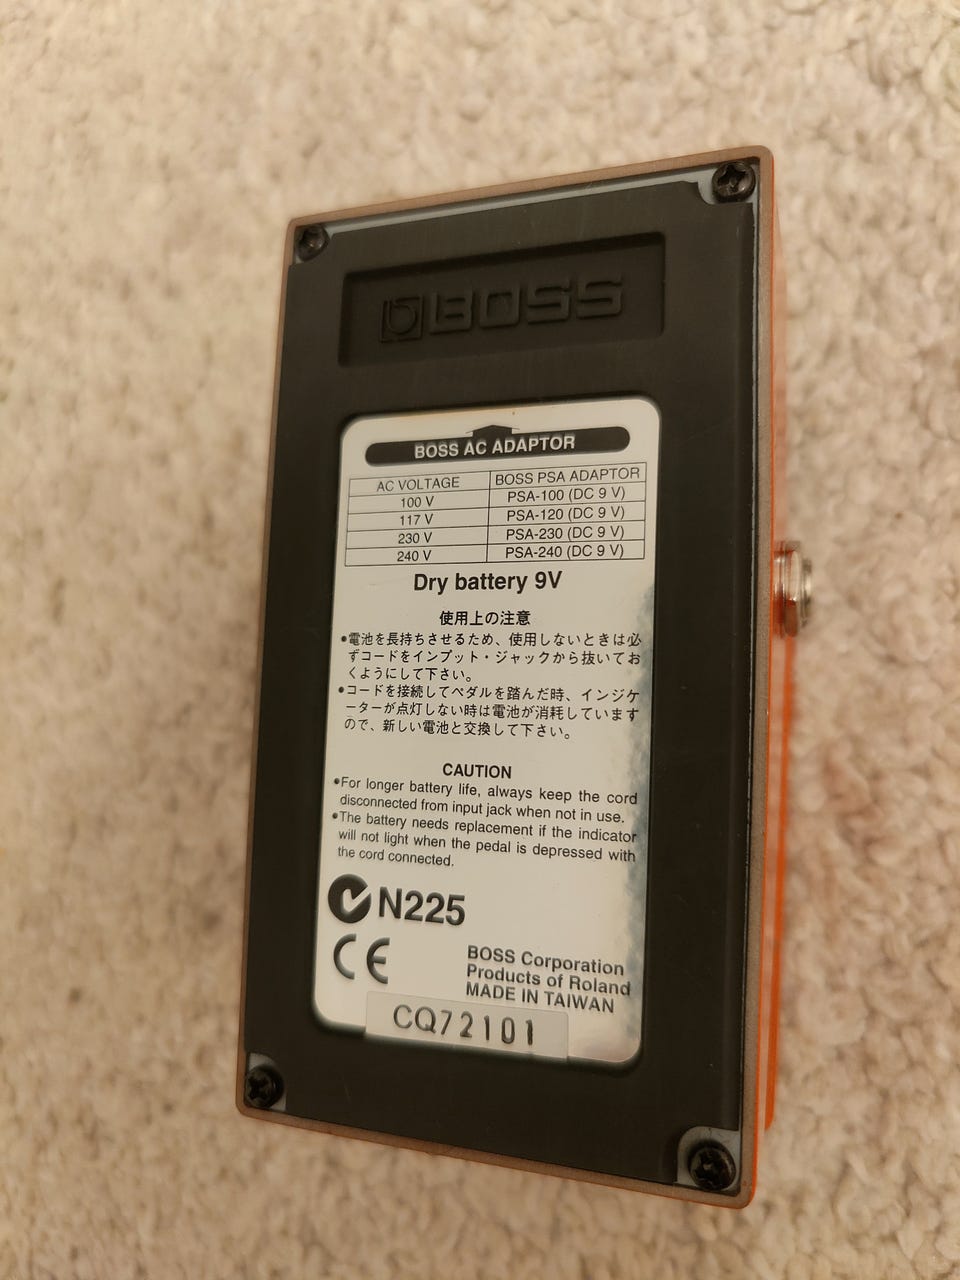 BOSS
BOSS AC ADAPTOR
AC VOLTAGE BOSS PSA ADAPTOR
100 V PSA-100 (DC 9 V)
117 V PSA-120 (DC 9 V)
230 V PSA-230 (DC 9 V)
240 V PSA-240 (DC 9 V)
Dry battery 9V
使用上の注意
•電池を長持ちさせるため、使用しないときは必
ずコードをインプット・ジャックから抜いてお
くようにして下さい。
•コードを接続してペダルを踏んだ時、インジケ
ーターが点灯しない時は電池が消耗しています
ので、新しい電池と交換して下さい。
CAUTION
•For longer battery life, always keep the cord
disconnected from input jack when not in use.
•The battery needs replacement if the indicator
will not light when the pedal is depressed with
the cord connected.
N225
CE
BOSS Corporation
Products of Roland
MADE IN TAIWAN
CQ72101